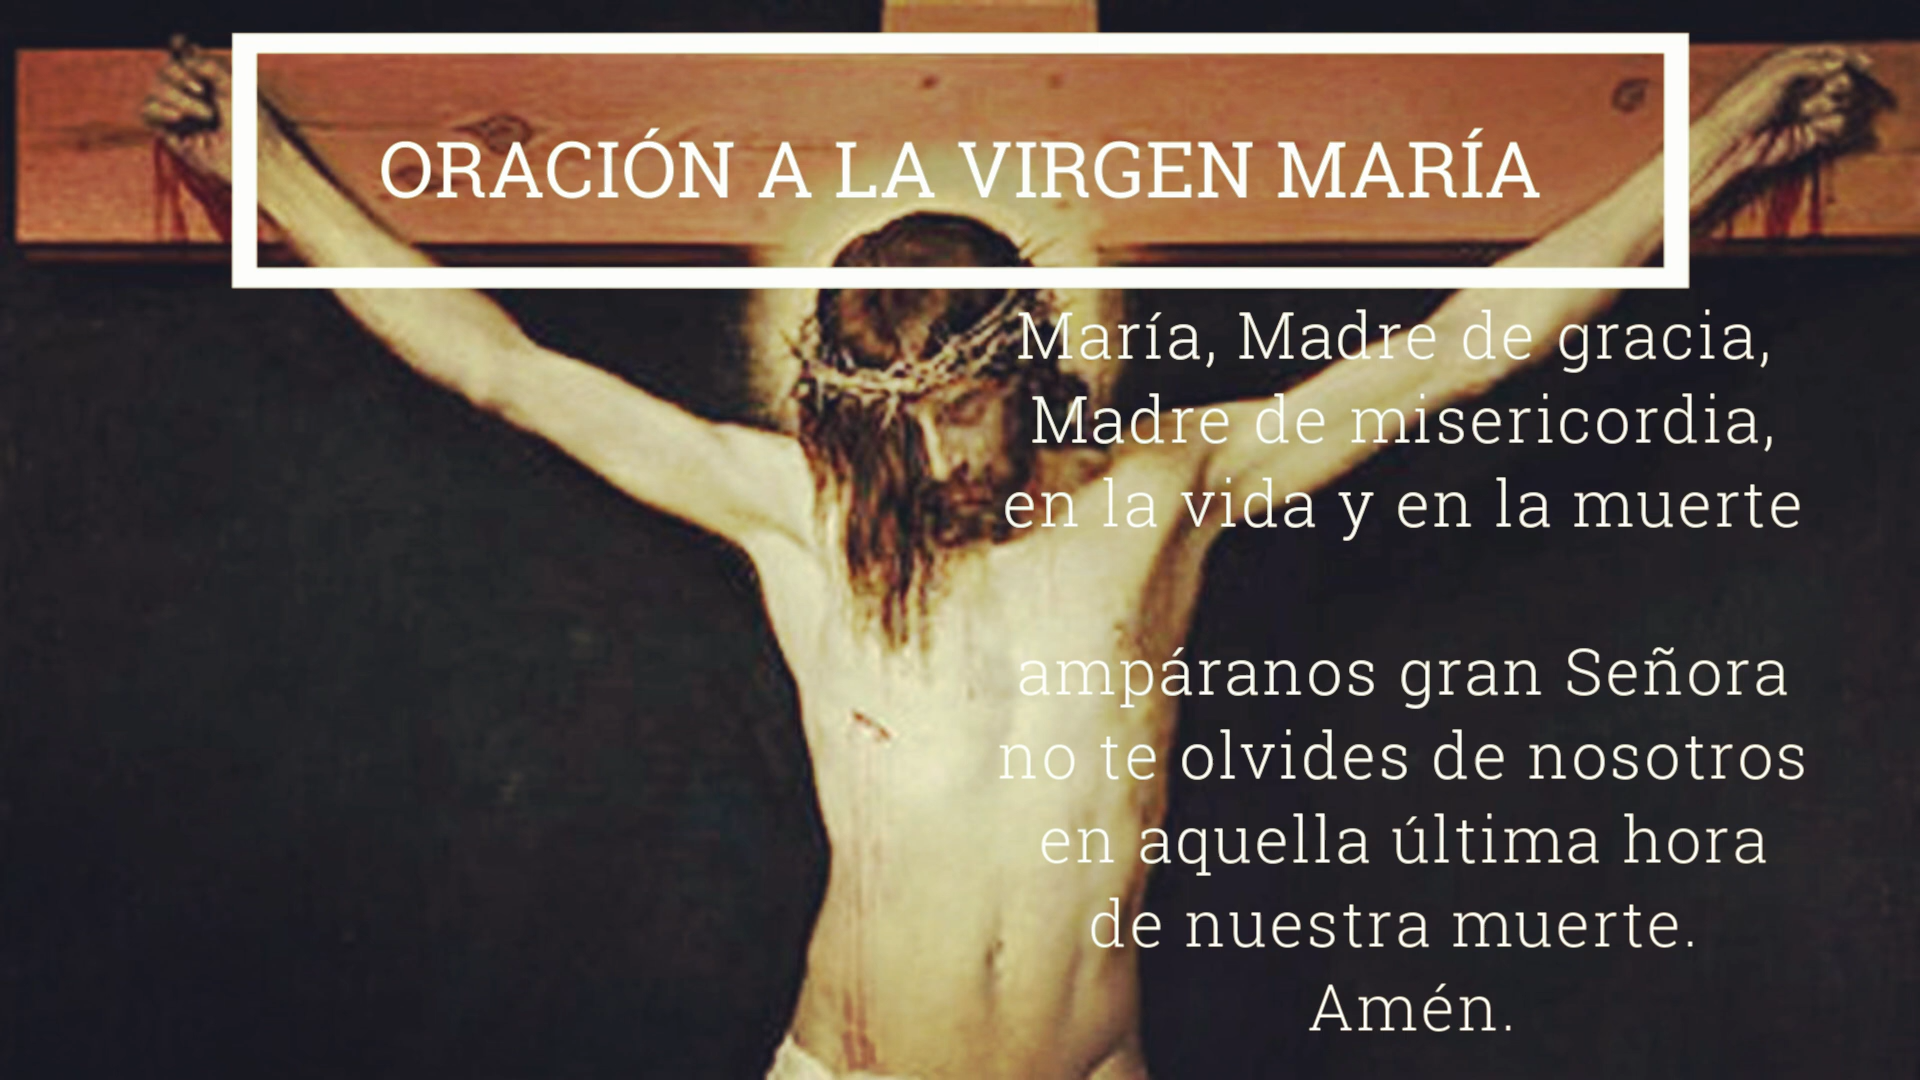 ORACIÓN A LA VIRGEN MARÍA
María, Madre de gracia,
Madre de misericordia,
en la vida y en la muerte
ampáranos gran Señora
no te olvides de nosotros
en aquella última hora
de nuestra muerte.
Amén.